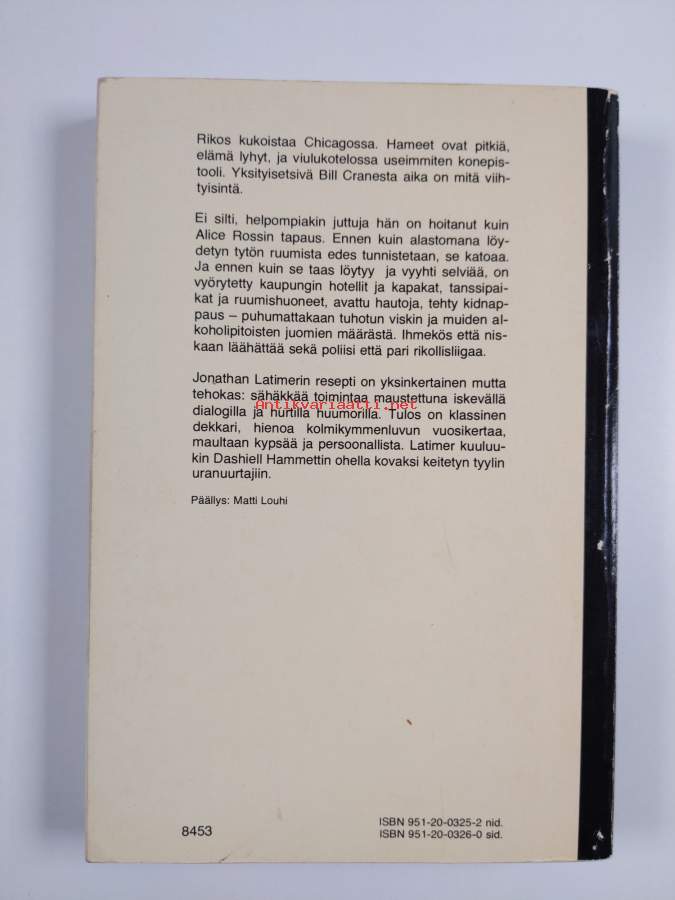 Rikos kukoistaa Chicagossa. Hameet ovat pitkiä,
elämä lyhyt, ja viulukotelossa useimmiten konepis-
tooli. Yksityisetsivä Bill Cranesta aika on mitä viih-
tyisintä.
Ei silti, helpompiakin juttuja hän on hoitanut kuin
Alice Rossin tapaus. Ennen kuin alastomana löy-
detyn tytön ruumista edes tunnistetaan, se katoaa.
Ja ennen kuin se taas löytyy ja vyyhti selviää, on
vyörytetty kaupungin hotellit ja kapakat, tanssipai-
kat ja ruumishuoneet, avattu hautoja, tehty kidnap-
paus – puhumattakaan tuhotun viskin ja muiden al-
koholipitoisten juomien määrästä. Ihmekös että nis-
kaan läähättää sekä poliisi että pari rikollisliigaa.
Jonathan Latimerin resepti on yksinkertainen mutta
tehokas: sähäkkää toimintaa maustettuna iskevällä
Antikvariaatti.net
dialogilla ja hurtilla huumorilla. Tulos on klassinen
dekkari, hienoa kolmikymmenluvun vuosikertaa,
maultaan kypsää ja persoonallista. Latimer kuuluu-
kin Dashiell Hammettin ohella kovaksi keitetyn tyylin
uranuurtajiin.
Päällys: Matti Louhi
8453
ISBN 951-20-0325-2 nid.
ISBN 951-20-0326-0 sid.